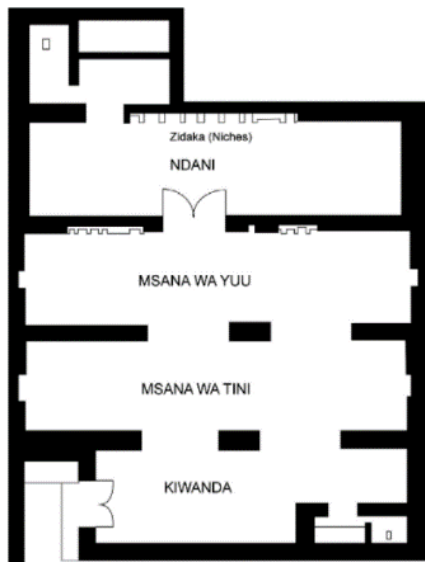 Zidaka (Niches)
NDANI
MSANA WA YUU
MSANA WA TINI
KIWANDA